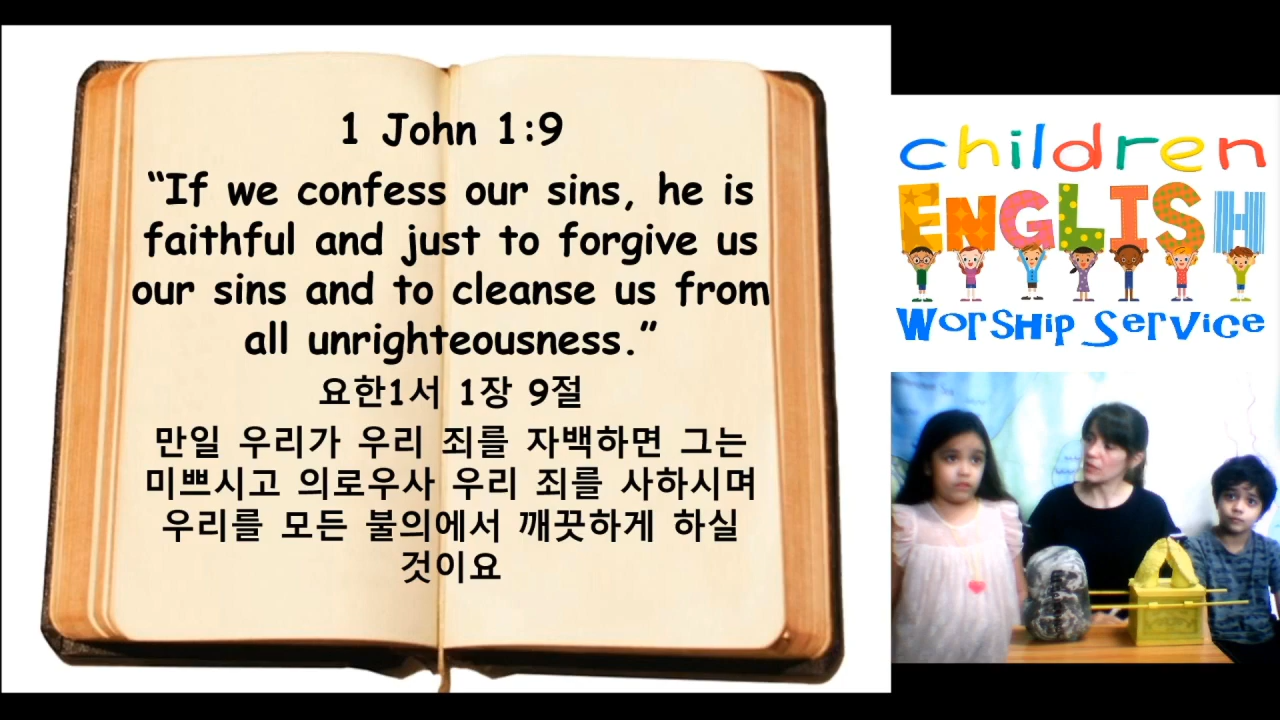 1 John 1:9
“If we confess our sins, he is
faithful and just to forgive us
our sins and to cleanse us from
all unrighteousness.”
요한1서 1장 9절
만일 우리가 우리 죄를 자백하면 그는
미쁘시고 의로우사 우리 죄를 사하시며
우리를 모든 불의에서 깨끗하게 하실
것이요
children
ENGLISH
Worship Service